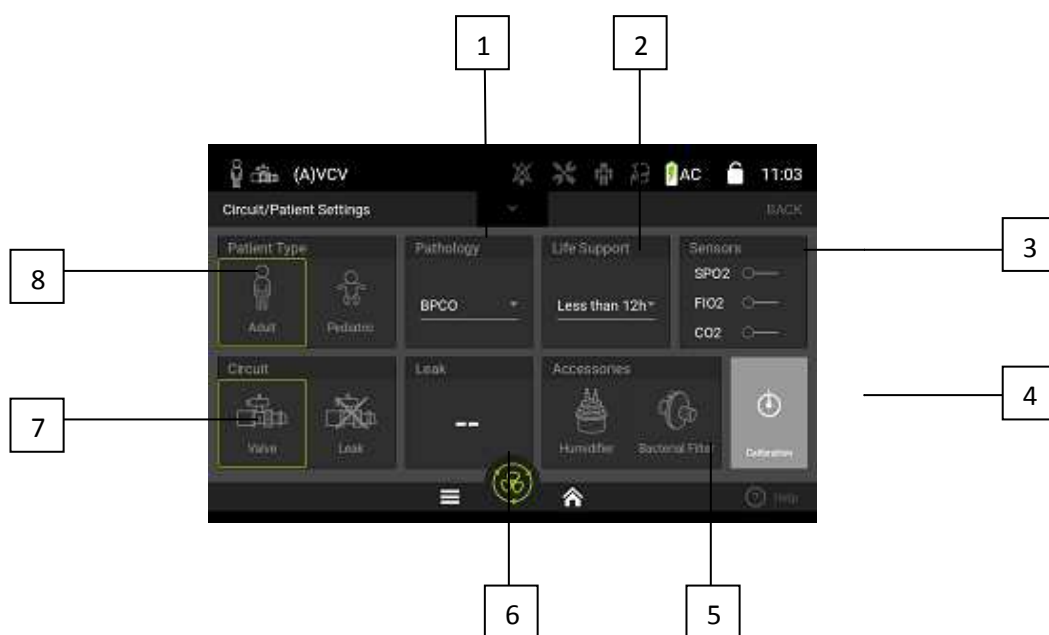 1 2
(A)VCV AC 11:03
Circuit/Patient Settings BACK
Patient Type Pathology Life Support Sensors
3
SPO2
8
BPCO Less than 12h FIO2
Adult Pediatric CO2
Circuit Leak Accessories
4
7
--
Valve Leak Humidifier Bacterial Filter Calibration
? Help
6 5